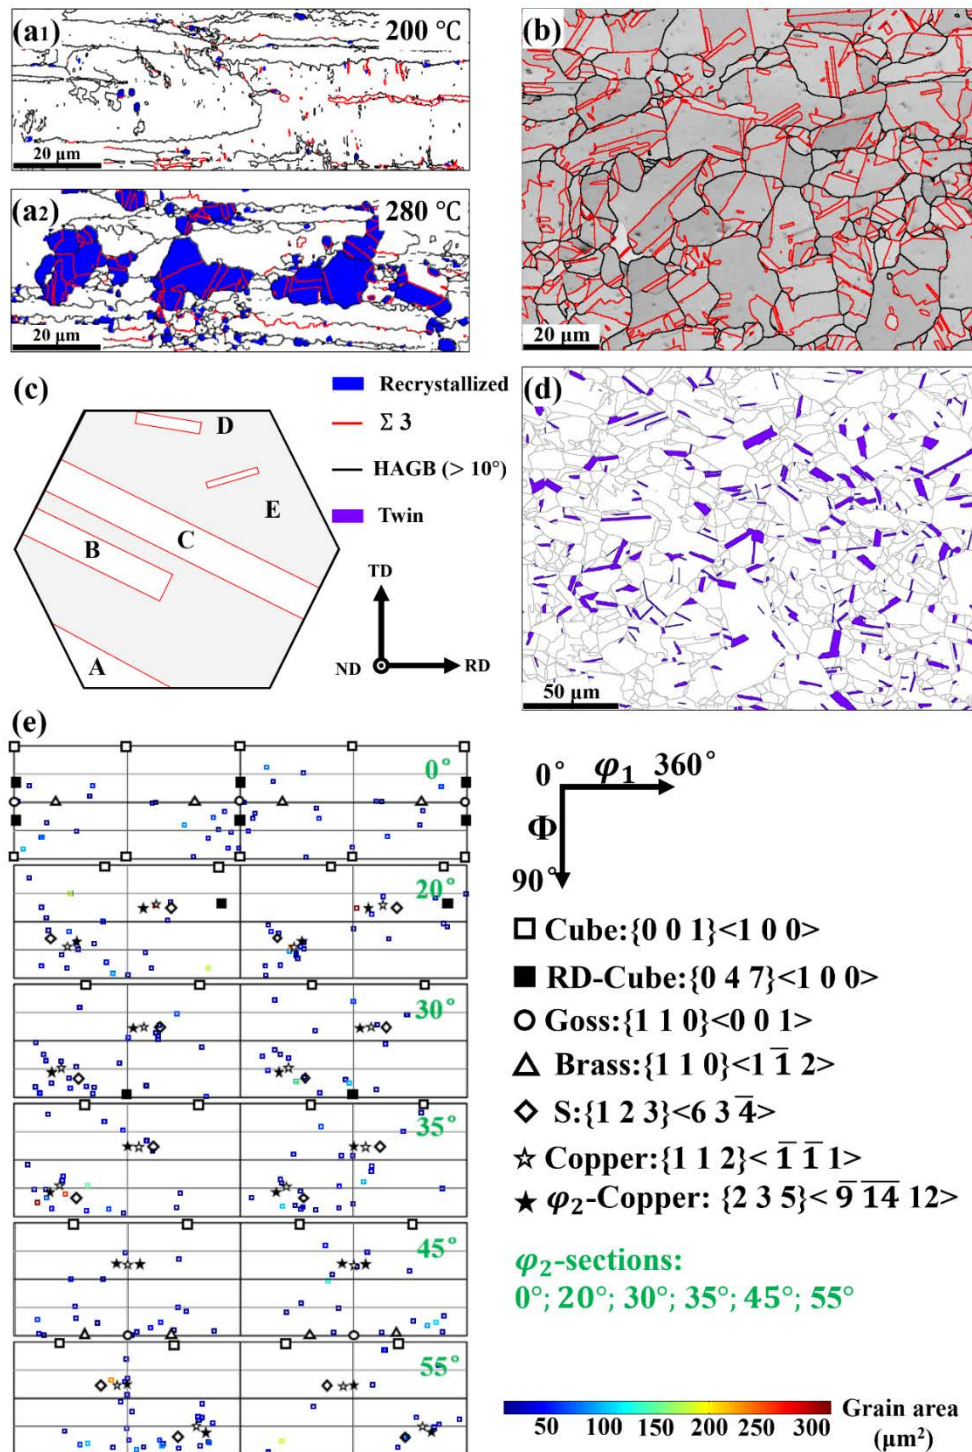 (a1) 200 ℃
20 μm
(a2) 280 ℃
20 μm
(b)
20 μm
(c)
A
B
C
D
E
Recrystallized
Σ 3
HAGB (> 10°)
Twin
TD
ND
RD
(d)
50 μm
(e)
0°
20°
30°
35°
45°
55°
0° φ₁ 360°
Φ
90°
Cube:{0 0 1}<1 0 0>
RD-Cube:{0 4 7}<1 0 0>
Goss:{1 1 0}<0 0 1>
Brass:{1 1 0}<1 1̅ 2>
S:{1 2 3}<6 3 4̅>
Copper:{1 1 2}< 1̅ 1̅ 1>
φ₂-Copper: {2 3 5}< 9̅ 1̅4̅ 12>
φ₂-sections:
0°; 20°; 30°; 35°; 45°; 55°
50 100 150 200 250 300
Grain area
(μm²)